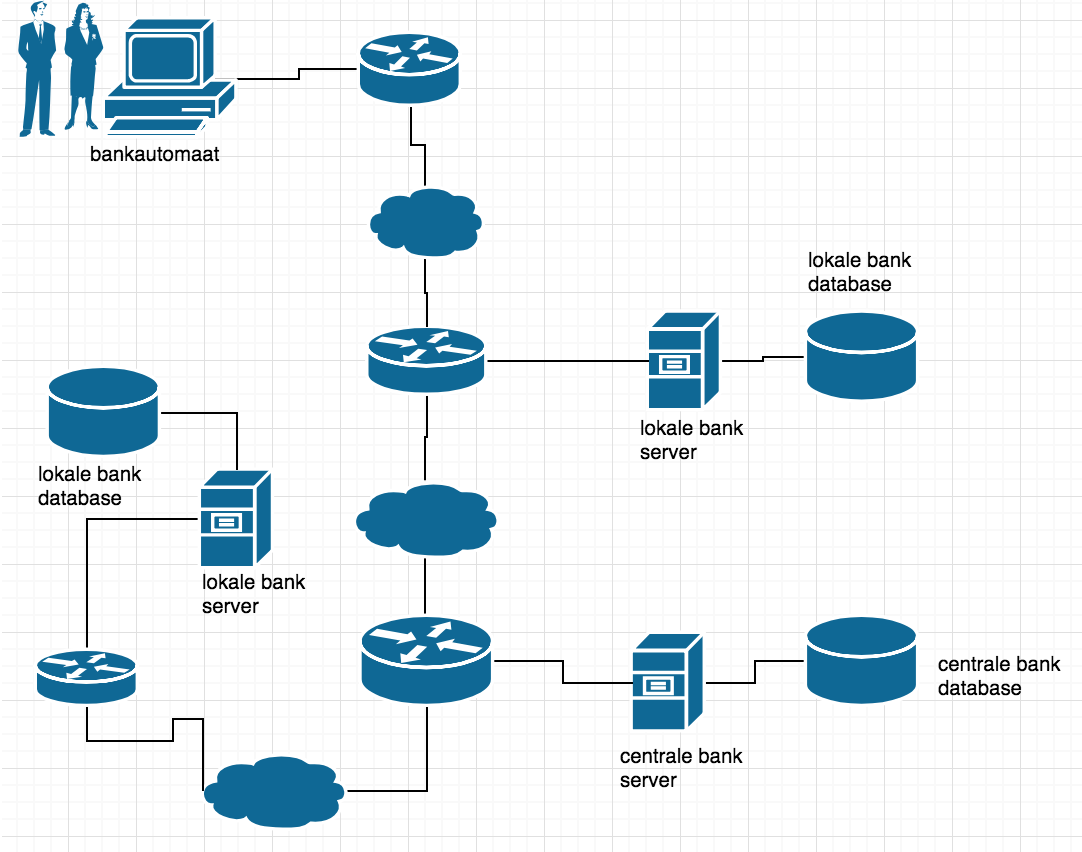 bankautomaat
lokale bank
database
lokale bank
server
lokale bank
database
lokale bank
server
centrale bank
database
centrale bank
server